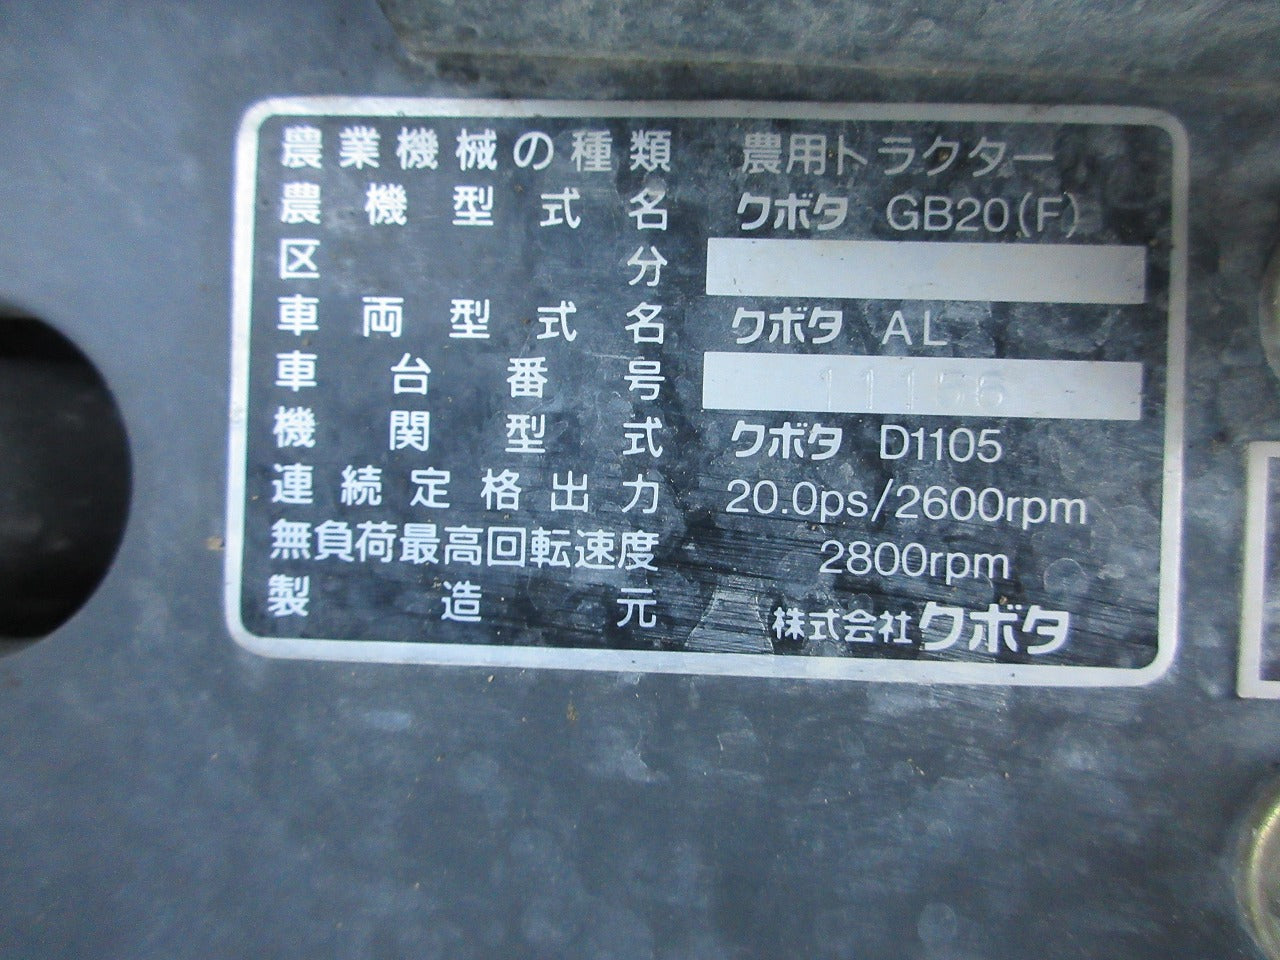 農業機械の種類 農用トラクター
農機型式名 クボタ GB20(F)
区分
車両型式名 クボタ AL
車台番号 11156
機関型式 クボタ D1105
連続定格出力 20.0ps/2600rpm
無負荷最高回転速度 2800rpm
製造元 株式会社クボタ